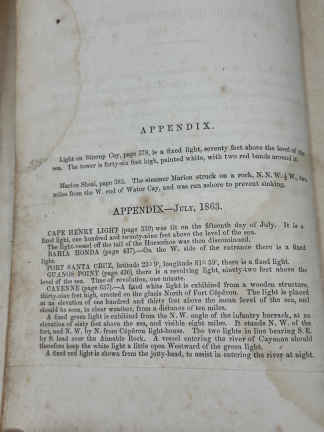 APPENDIX.
Light on Stirrup Cay, page 378, is a fixed light, seventy feet above the level of the
sea. The tower is forty-six feet high, painted white, with two red bands around it.
Marion Shoal, page 383. The steamer Marion struck on a rock, N. N. W. ½ W., two
miles from the W. end of Water Cay, and was run ashore to prevent sinking.
APPENDIX—JULY, 1863.
CAPE HENRY LIGHT (page 339) was lit on the fifteenth day of July. It is a
fixed light, one hundred and twenty-nine feet above the level of the sea.
The light-vessel off the tail of the Horseshoe was then discontinued.
BAHIA HONDA (page 437).—On the W. side of the entrance there is a fixed
light.
PORT SANTA CRUZ, latitude 23° 9', longitude 81° 59', there is a fixed light.
GUANOS POINT (page 426), there is a revolving light, ninety-two feet above the
level of the sea. Time of revolution, one minute.
CAYENNE (page 657).—A fixed white light is exhibited from a wooden structure,
thirty-nine feet high, erected on the glacis North of Fort Cépéron. The light is placed
at an elevation of one hundred and thirty feet above the mean level of the sea, and
should be seen, in clear weather, from a distance of ten miles.
A fixed green light is exhibited from the N. W. angle of the infantry barrack, at an
elevation of sixty feet above the sea, and visible eight miles. It stands N. W. of the
fort, and N. W. by N. from Cépéron light-house. The two lights in line bearing S. E.
by S. lead over the Aimable Rock. A vessel entering the river of Cayenne should
therefore keep the white light a little open Westward of the green light.
A fixed red light is shown from the jetty-head, to assist in entering the river at night.